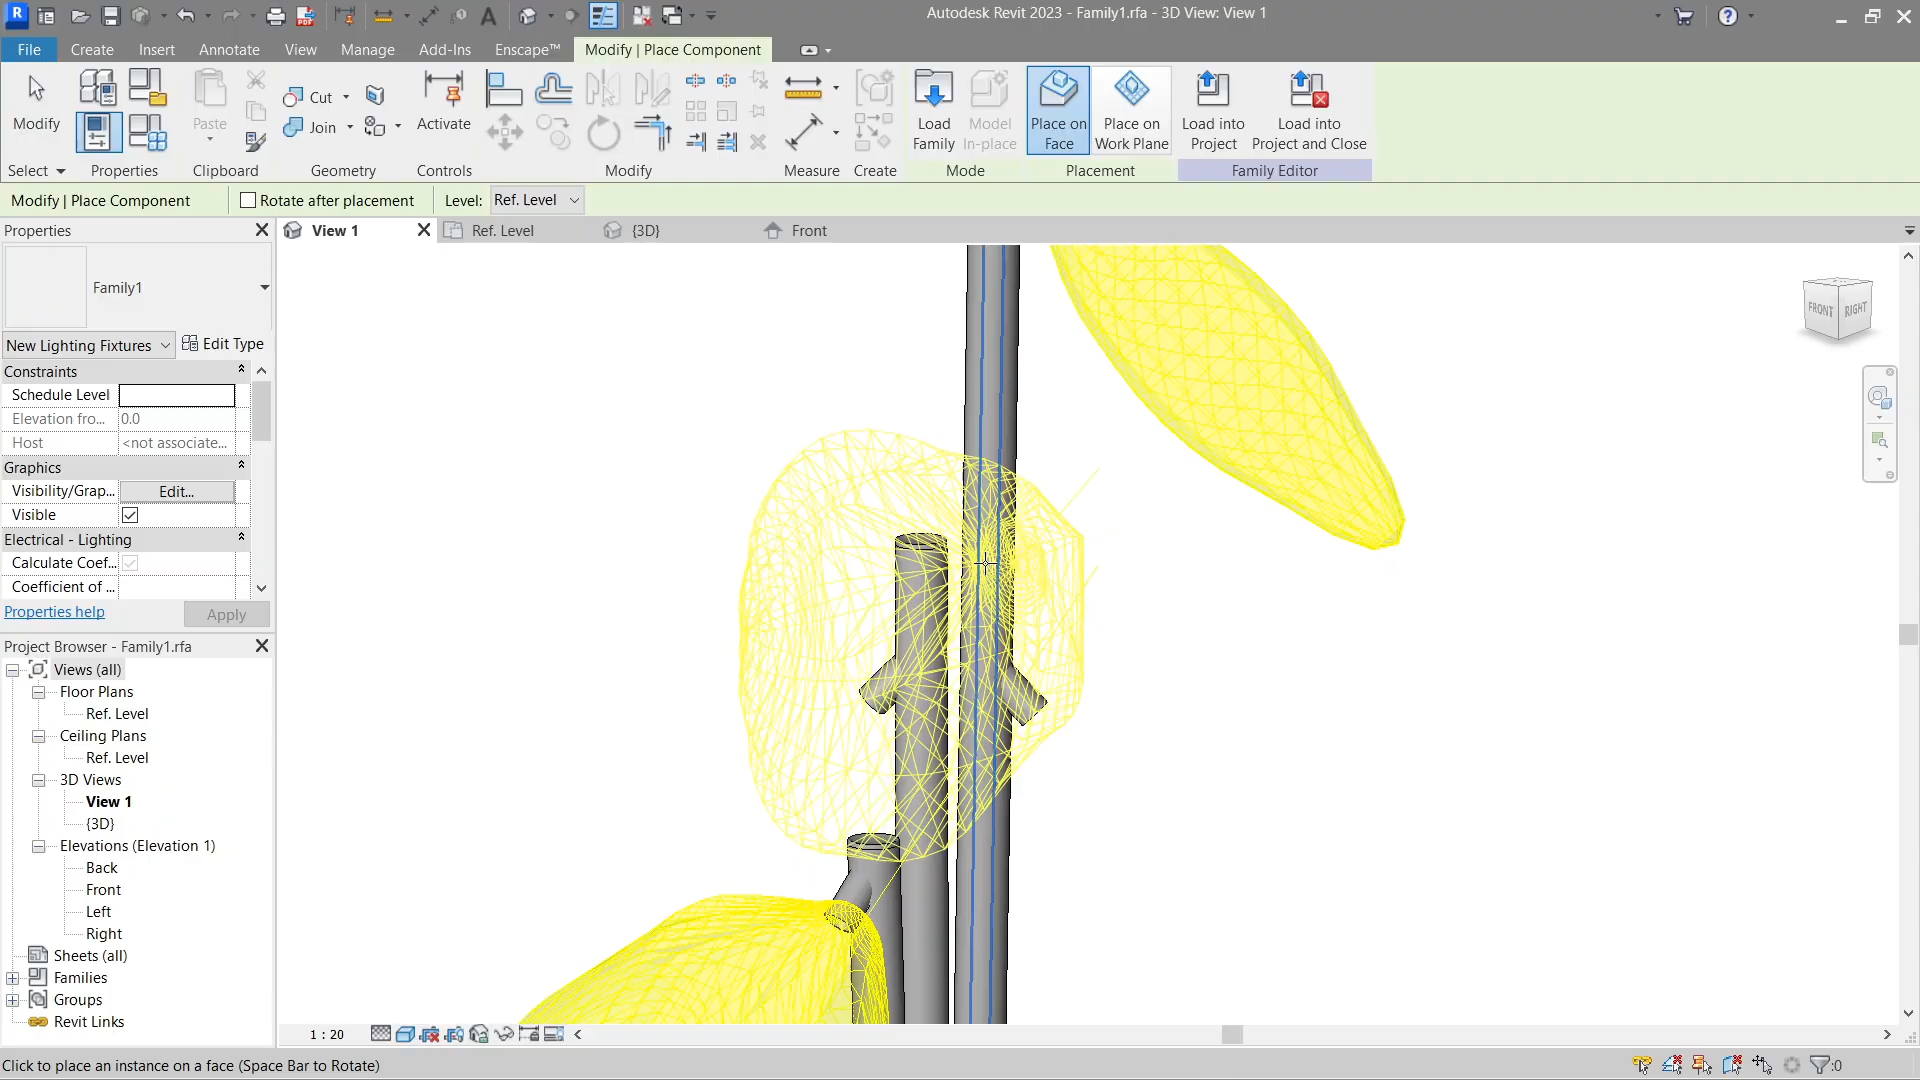 Autodesk Revit 2023 - Family1.rfa - 3D View: View 1
File Create Insert Annotate View Manage Add-Ins Enscape™ Modify | Place Component
Modify
Paste
Cut
Join
Activate
Load
Family
Model
In-place
Place on
Face
Place on
Work Plane
Load into
Project
Load into
Project and Close
Select Properties Clipboard Geometry Controls Modify Measure Create Mode Placement Family Editor
Modify | Place Component Rotate after placement Level: Ref. Level
Properties
View 1 Ref. Level {3D} Front
Family1
New Lighting Fixtures Edit Type
Constraints
Schedule Level
Elevation fro... 0.0
Host <not associate...
Graphics
Visibility/Grap... Edit...
Visible
Electrical - Lighting
Calculate Coef...
Coefficient of ...
Properties help Apply
Project Browser - Family1.rfa
Views (all)
Floor Plans
Ref. Level
Ceiling Plans
Ref. Level
3D Views
View 1
{3D}
Elevations (Elevation 1)
Back
Front
Left
Right
Sheets (all)
Families
Groups
Revit Links
FRONT RIGHT
1 : 20
Click to place an instance on a face (Space Bar to Rotate)
:0